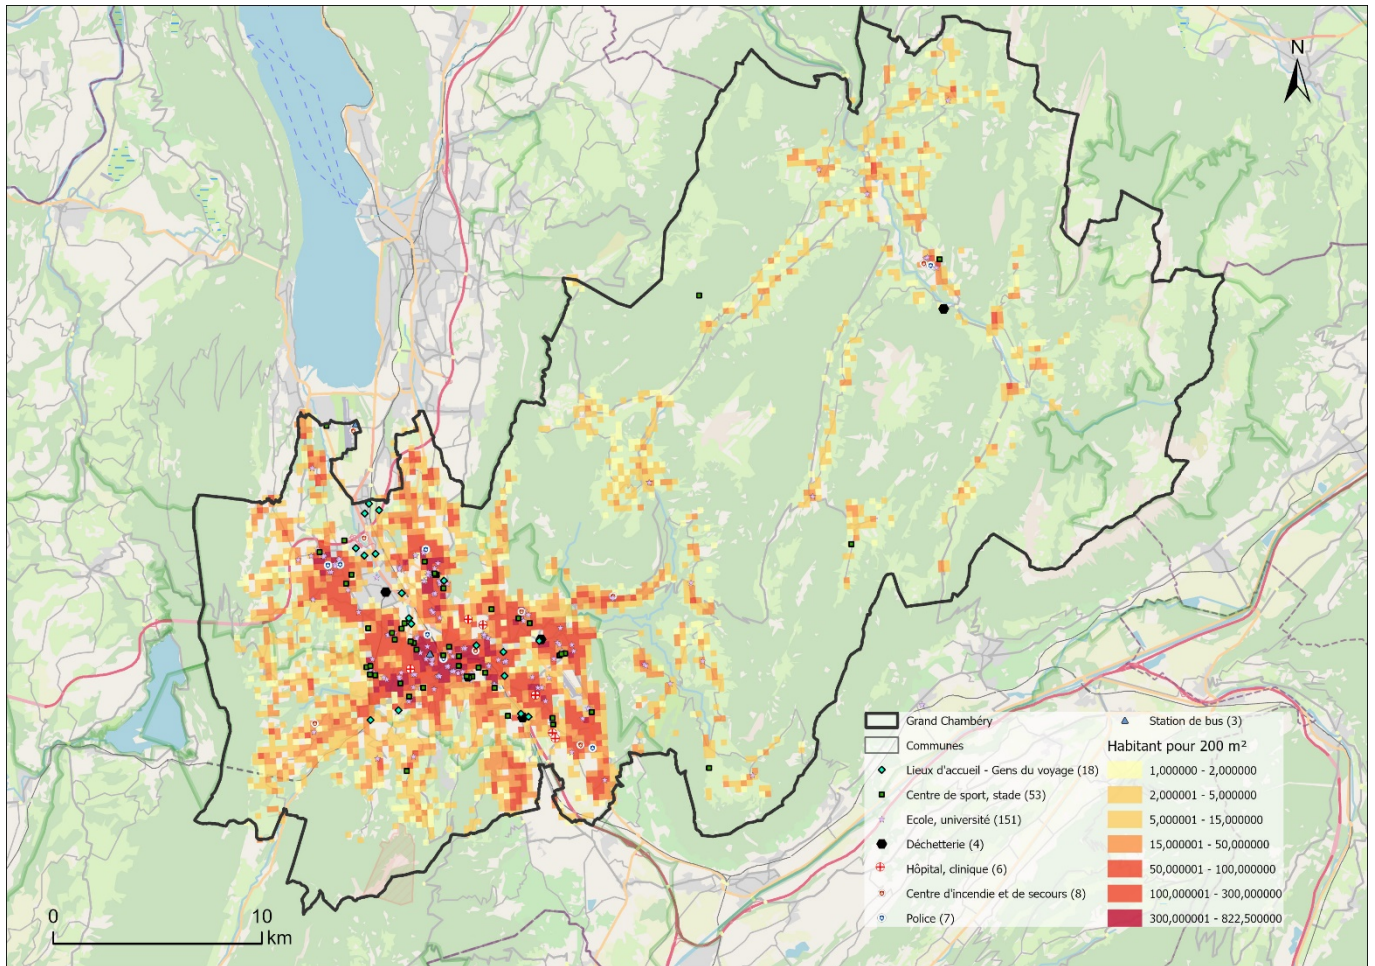 N
Grand Chambéry
Communes
Lieux d'accueil - Gens du voyage (18)
Centre de sport, stade (53)
Ecole, université (151)
Déchetterie (4)
Hôpital, clinique (6)
Centre d'incendie et de secours (8)
Police (7)
Station de bus (3)
Habitant pour 200 m²
1,000000 - 2,000000
2,000001 - 5,000000
5,000001 - 15,000000
15,000001 - 50,000000
50,000001 - 100,000000
100,000001 - 300,000000
300,000001 - 822,500000
0 10
km